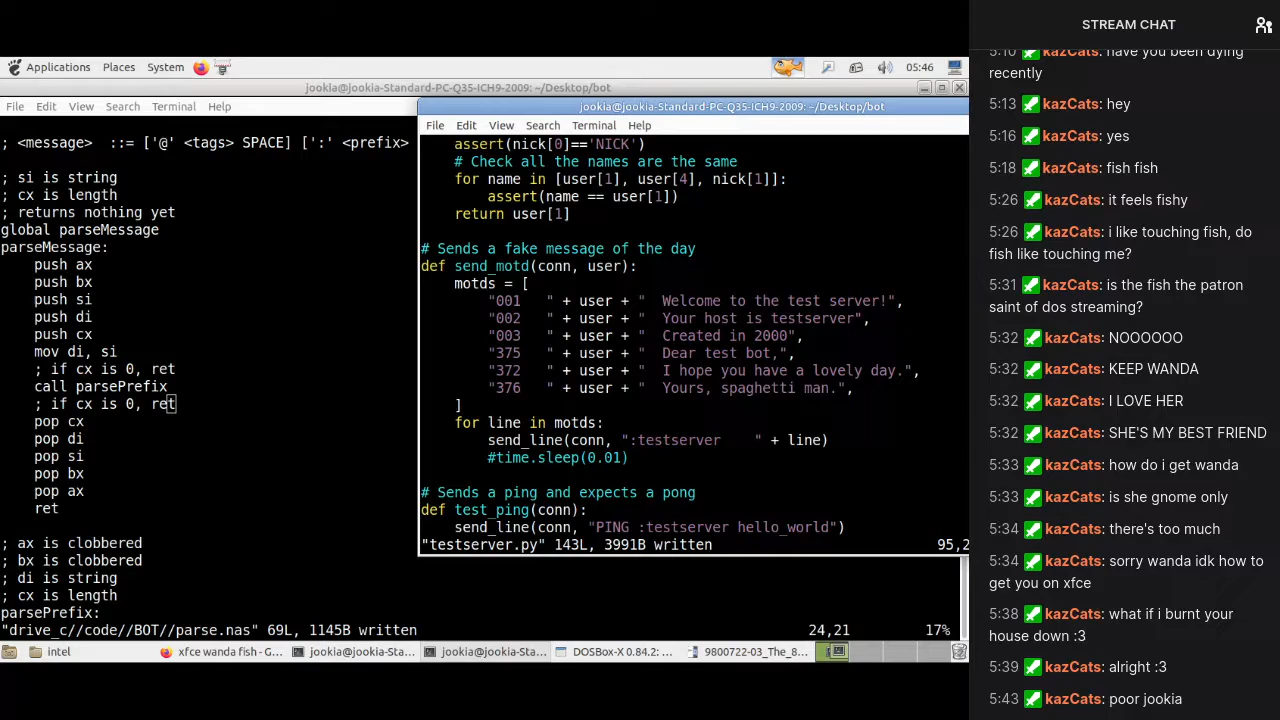 Applications Places System 05:46
jookia@jookia-Standard-PC-Q35-ICH9-2009: ~/Desktop/bot
File Edit View Search Terminal Help
; <message>  ::= ['@' <tags> SPACE] [':' <prefix>
; si is string
; cx is length
; returns nothing yet
global parseMessage
parseMessage:
    push ax
    push bx
    push si
    push di
    push cx
    mov di, si
    ; if cx is 0, ret
    call parsePrefix
    ; if cx is 0, ret
    pop cx
    pop di
    pop si
    pop bx
    pop ax
    ret
; ax is clobbered
; bx is clobbered
; di is string
; cx is length
parsePrefix:
"drive_c//code//BOT//parse.nas" 69L, 1145B written 24,21 17%
jookia@jookia-Standard-PC-Q35-ICH9-2009: ~/Desktop/bot
File Edit View Search Terminal Help
    assert(nick[0]=='NICK')
    # Check all the names are the same
    for name in [user[1], user[4], nick[1]]:
        assert(name == user[1])
    return user[1]
# Sends a fake message of the day
def send_motd(conn, user):
    motds = [
        "001   " + user + "  Welcome to the test server!",
        "002   " + user + "  Your host is testserver",
        "003   " + user + "  Created in 2000",
        "375   " + user + "  Dear test bot,",
        "372   " + user + "  I hope you have a lovely day.",
        "376   " + user + "  Yours, spaghetti man.",
    ]
    for line in motds:
        send_line(conn, ":testserver    " + line)
        #time.sleep(0.01)
# Sends a ping and expects a pong
def test_ping(conn):
    send_line(conn, "PING :testserver hello_world")
"testserver.py" 143L, 3991B written 95,2
intel xfce wanda fish - G... jookia@jookia-Sta... jookia@jookia-Sta... DOSBox-X 0.84.2: ... 9800722-03_The_8...
STREAM CHAT
5:10 kazCats: have you been dying
recently
5:13 kazCats: hey
5:16 kazCats: yes
5:18 kazCats: fish fish
5:26 kazCats: it feels fishy
5:26 kazCats: i like touching fish, do
fish like touching me?
5:31 kazCats: is the fish the patron
saint of dos streaming?
5:32 kazCats: NOOOOOO
5:32 kazCats: KEEP WANDA
5:32 kazCats: I LOVE HER
5:32 kazCats: SHE'S MY BEST FRIEND
5:33 kazCats: how do i get wanda
5:33 kazCats: is she gnome only
5:34 kazCats: there's too much
5:34 kazCats: sorry wanda idk how to
get you on xfce
5:38 kazCats: what if i burnt your
house down :3
5:39 kazCats: alright :3
5:43 kazCats: poor jookia